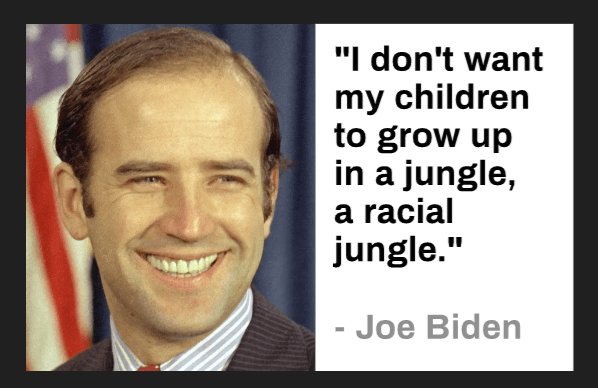 "I don't want
my children
to grow up
in a jungle,
a racial
jungle."
- Joe Biden